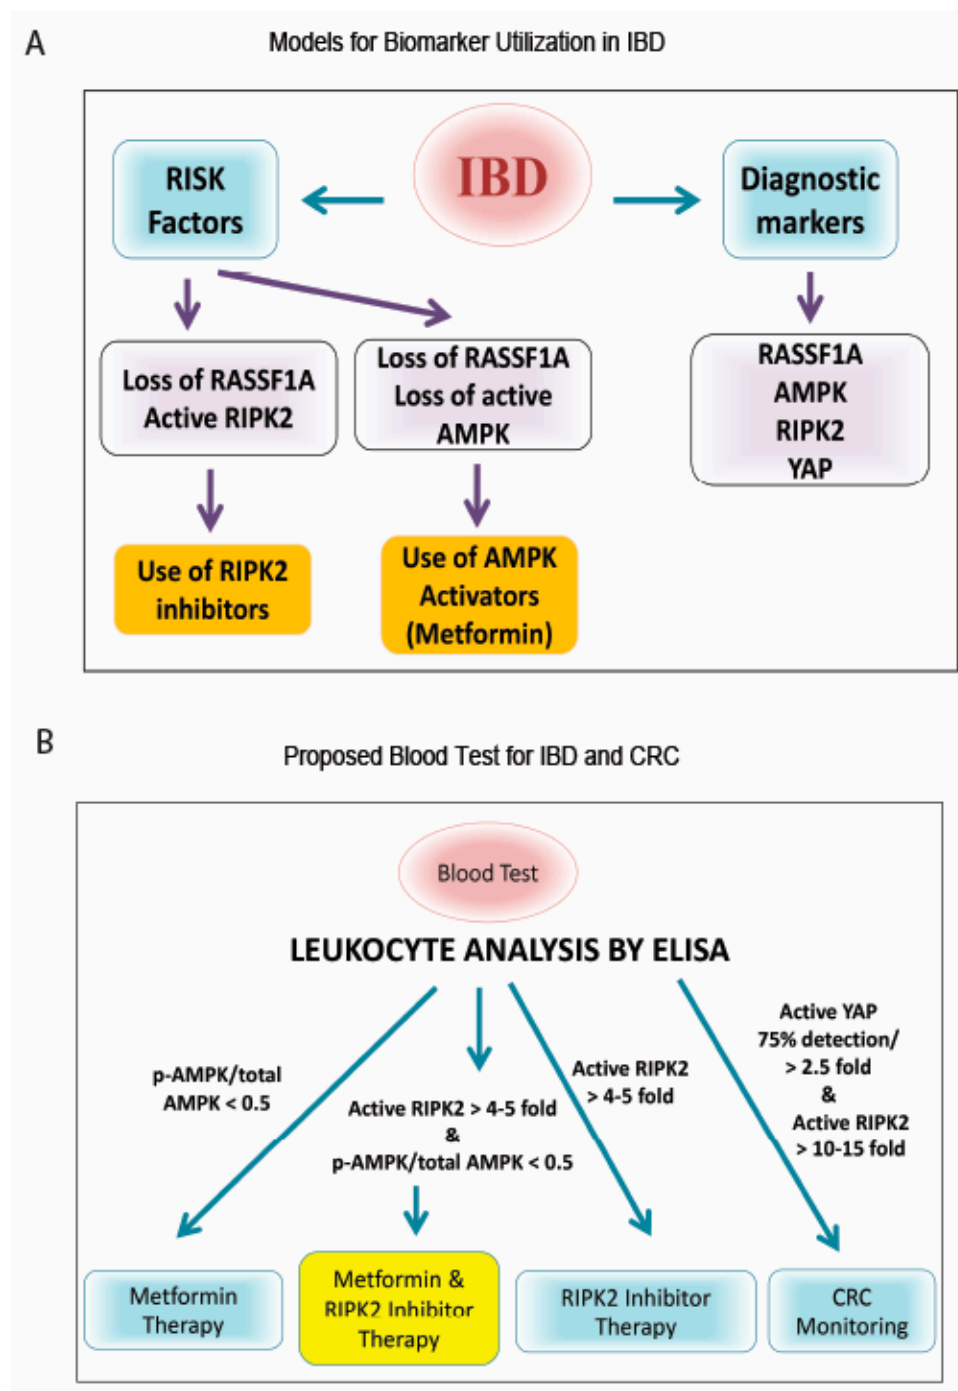 A
Models for Biomarker Utilization in IBD
IBD
RISK
Factors
Diagnostic
markers
Loss of RASSF1A
Active RIPK2
Loss of RASSF1A
Loss of active
AMPK
RASSF1A
AMPK
RIPK2
YAP
Use of RIPK2
inhibitors
Use of AMPK
Activators
(Metformin)
B
Proposed Blood Test for IBD and CRC
Blood Test
LEUKOCYTE ANALYSIS BY ELISA
p-AMPK/total
AMPK < 0.5
Active RIPK2 > 4-5 fold
&
p-AMPK/total AMPK < 0.5
Active RIPK2
> 4-5 fold
Active YAP
75% detection/
> 2.5 fold
&
Active RIPK2
> 10-15 fold
Metformin
Therapy
Metformin &
RIPK2 Inhibitor
Therapy
RIPK2 Inhibitor
Therapy
CRC
Monitoring